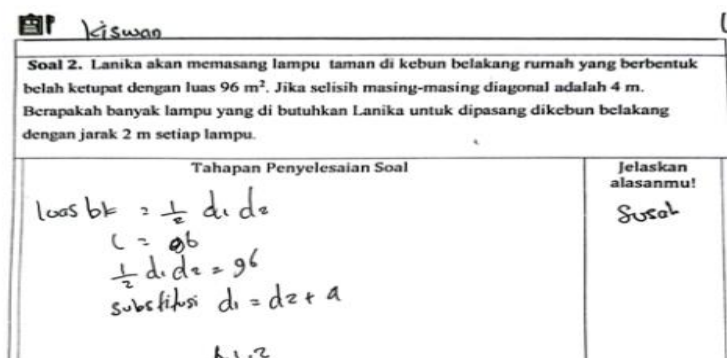 Kiswan
Soal 2. Lanika akan memasang lampu taman di kebun belakang rumah yang berbentuk
belah ketupat dengan luas 96 m². Jika selisih masing-masing diagonal adalah 4 m.
Berapakah banyak lampu yang di butuhkan Lanika untuk dipasang dikebun belakang
dengan jarak 2 m setiap lampu.
Tahapan Penyelesaian Soal
Jelaskan
alasanmu!
luas bk = 1/2 d1 d2
Susah
L = 96
1/2 d1 d2 = 96
substitusi d1 = d2 + 4